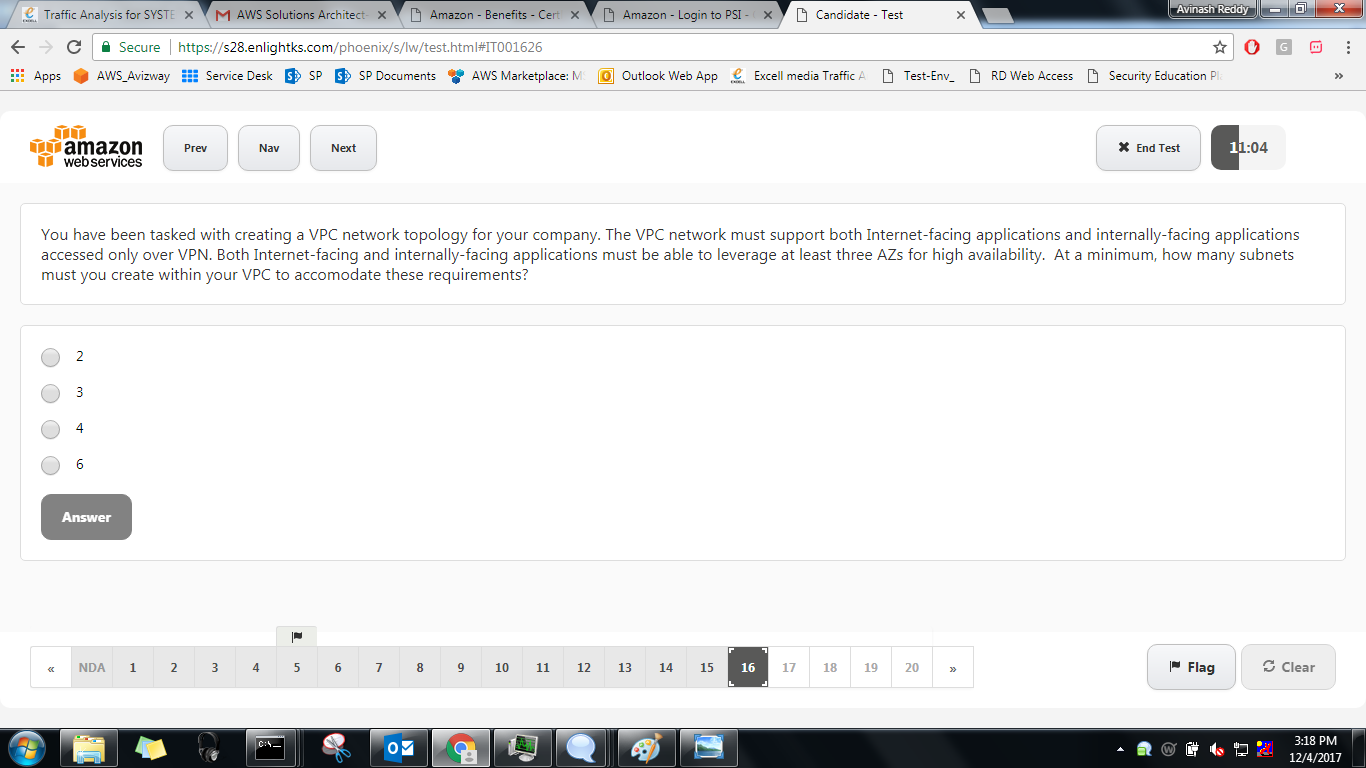 Traffic Analysis for SYSTE
AWS Solutions Architect-
Amazon - Benefits - Cert
Amazon - Login to PSI -
Candidate - Test
Avinash Reddy
Secure
https://s28.enlightks.com/phoenix/s/lw/test.html#IT001626
G
Apps
AWS_Avizway
Service Desk
SP
SP Documents
AWS Marketplace: M
Outlook Web App
Excell media Traffic A
Test-Env_
RD Web Access
Security Education Pl
»
amazon
webservices
Prev
Nav
Next
End Test
11:04
You have been tasked with creating a VPC network topology for your company. The VPC network must support both Internet-facing applications and internally-facing applications
accessed only over VPN. Both Internet-facing and internally-facing applications must be able to leverage at least three AZs for high availability.  At a minimum, how many subnets
must you create within your VPC to accomodate these requirements?
2
3
4
6
Answer
« NDA 1 2 3 4 5 6 7 8 9 10 11 12 13 14 15 16 17 18 19 20 »
Flag
Clear
3:18 PM
12/4/2017